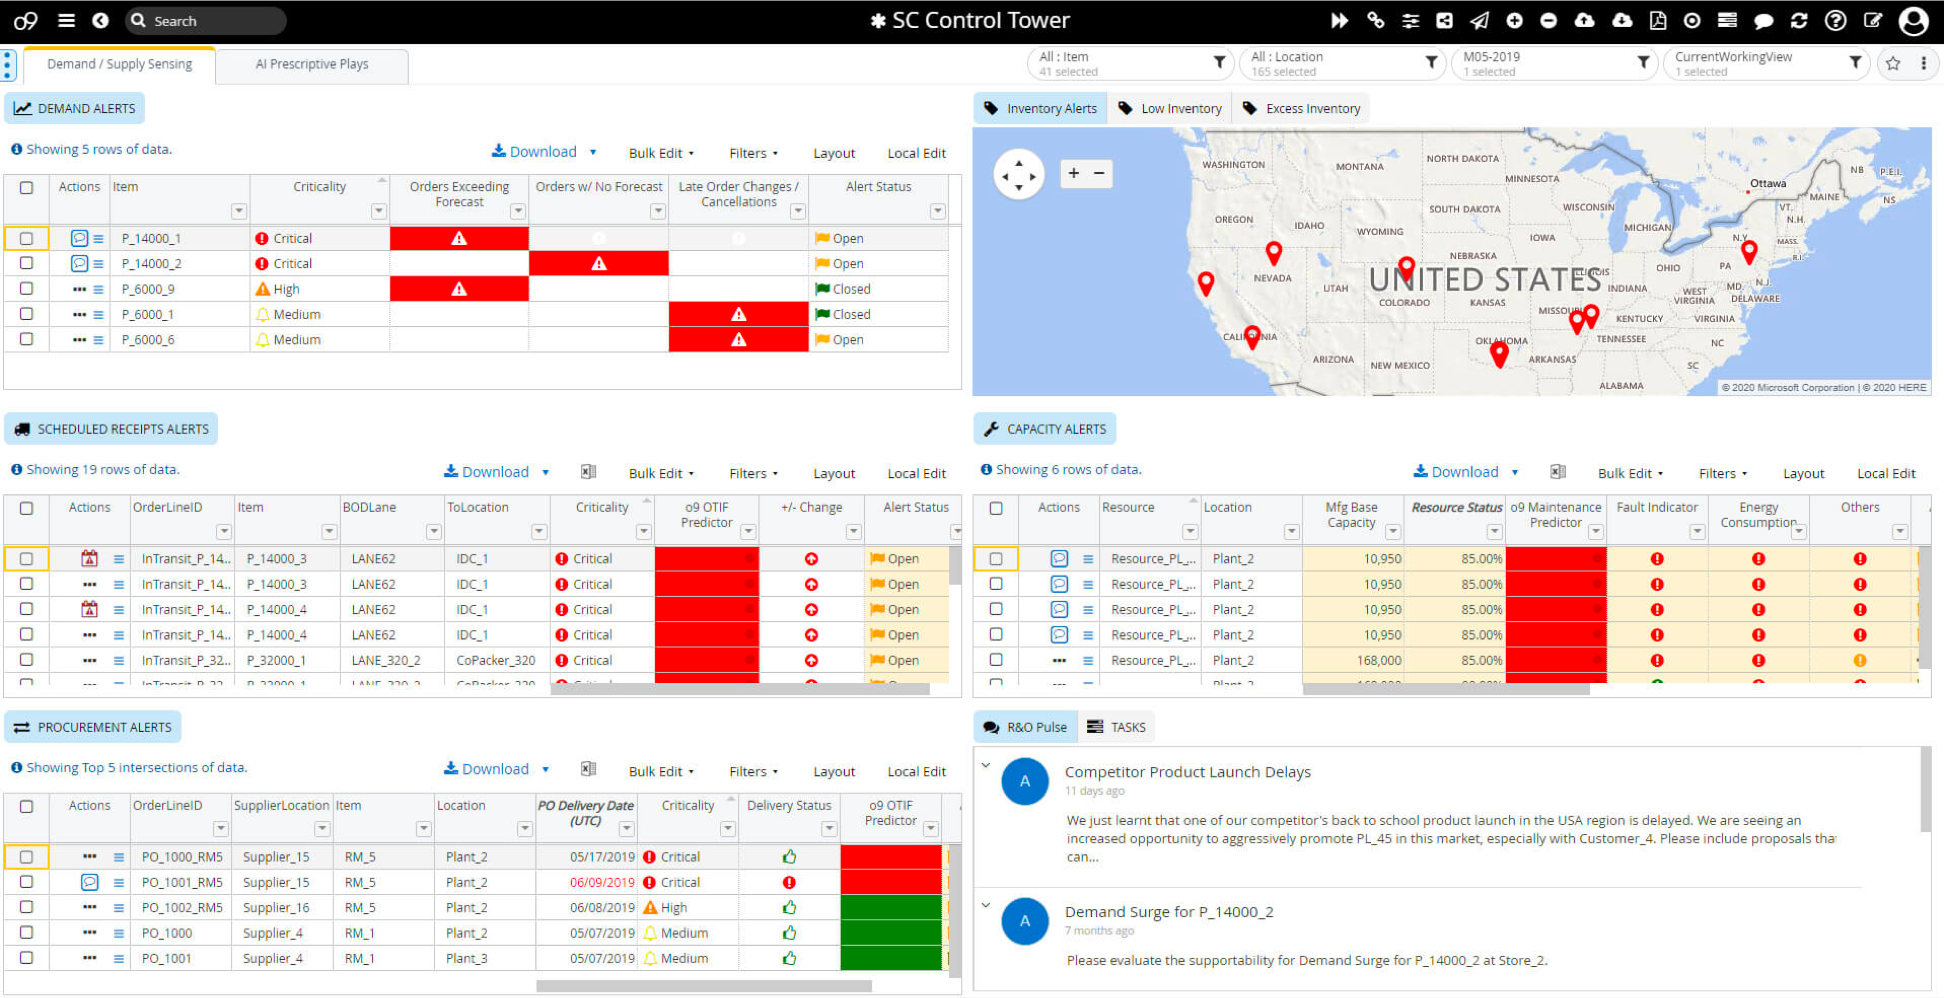 o9 Search SC Control Tower
Demand / Supply Sensing AI Prescriptive Plays
All : Item
41 selected
All : Location
165 selected
M05-2019
1 selected
CurrentWorkingView
1 selected
DEMAND ALERTS
Showing 5 rows of data. Download Bulk Edit Filters Layout Local Edit
Actions Item Criticality Orders Exceeding Forecast Orders w/ No Forecast Late Order Changes / Cancellations Alert Status
P_14000_1 Critical Open
P_14000_2 Critical Open
P_6000_9 High Closed
P_6000_1 Medium Closed
P_6000_6 Medium Open
Inventory Alerts Low Inventory Excess Inventory
WASHINGTON
MONTANA
NORTH DAKOTA
MINNESOTA
Ottawa
NB
P.E.I.
MAINE
NS
VT.
N.H.
OREGON
IDAHO
SOUTH DAKOTA
WISCONSIN
MICHIGAN
WYOMING
IOWA
N.Y.
MASS.
R.I.
NEBRASKA
ILLINOIS
OHIO
PA
NEVADA
UTAH
UNITED STATES
INDIANA
WEST VIRGINIA
MD.
N.J.
DELAWARE
COLORADO
KANSAS
MISSOURI
KENTUCKY
VIRGINIA
CALIFORNIA
OKLAHOMA
TENNESSEE
NC
ARIZONA
NEW MEXICO
ARKANSAS
SC
ALABAMA
© 2020 Microsoft Corporation | © 2020 HERE
SCHEDULED RECEIPTS ALERTS
Showing 19 rows of data. Download Bulk Edit Filters Layout Local Edit
Actions OrderLineID Item BODLane ToLocation Criticality o9 OTIF Predictor +/- Change Alert Status
InTransit_P_14... P_14000_3 LANE62 IDC_1 Critical Open
InTransit_P_14... P_14000_3 LANE62 IDC_1 Critical Open
InTransit_P_14... P_14000_4 LANE62 IDC_1 Critical Open
InTransit_P_14... P_14000_4 LANE62 IDC_1 Critical Open
InTransit_P_32... P_32000_1 LANE_320_2 CoPacker_320 Critical Open
CAPACITY ALERTS
Showing 6 rows of data. Download Bulk Edit Filters Layout Local Edit
Actions Resource Location Mfg Base Capacity Resource Status o9 Maintenance Predictor Fault Indicator Energy Consumption Others
Resource_PL_... Plant_2 10,950 85.00%
Resource_PL_... Plant_2 10,950 85.00%
Resource_PL_... Plant_2 10,950 85.00%
Resource_PL_... Plant_2 10,950 85.00%
Resource_PL_... Plant_2 168,000 85.00%
PROCUREMENT ALERTS
Showing Top 5 intersections of data. Download Bulk Edit Filters Layout Local Edit
Actions OrderLineID SupplierLocation Item Location PO Delivery Date (UTC) Criticality Delivery Status o9 OTIF Predictor
PO_1000_RM5 Supplier_15 RM_5 Plant_2 05/17/2019 Critical
PO_1001_RM5 Supplier_15 RM_5 Plant_2 06/09/2019 Critical
PO_1002_RM5 Supplier_16 RM_5 Plant_2 06/08/2019 High
PO_1000 Supplier_4 RM_1 Plant_2 05/07/2019 Medium
PO_1001 Supplier_4 RM_1 Plant_3 05/07/2019 Medium
R&O Pulse TASKS
A Competitor Product Launch Delays
11 days ago
We just learnt that one of our competitor's back to school product launch in the USA region is delayed. We are seeing an
increased opportunity to aggressively promote PL_45 in this market, especially with Customer_4. Please include proposals that
can...
A Demand Surge for P_14000_2
7 months ago
Please evaluate the supportability for Demand Surge for P_14000_2 at Store_2.